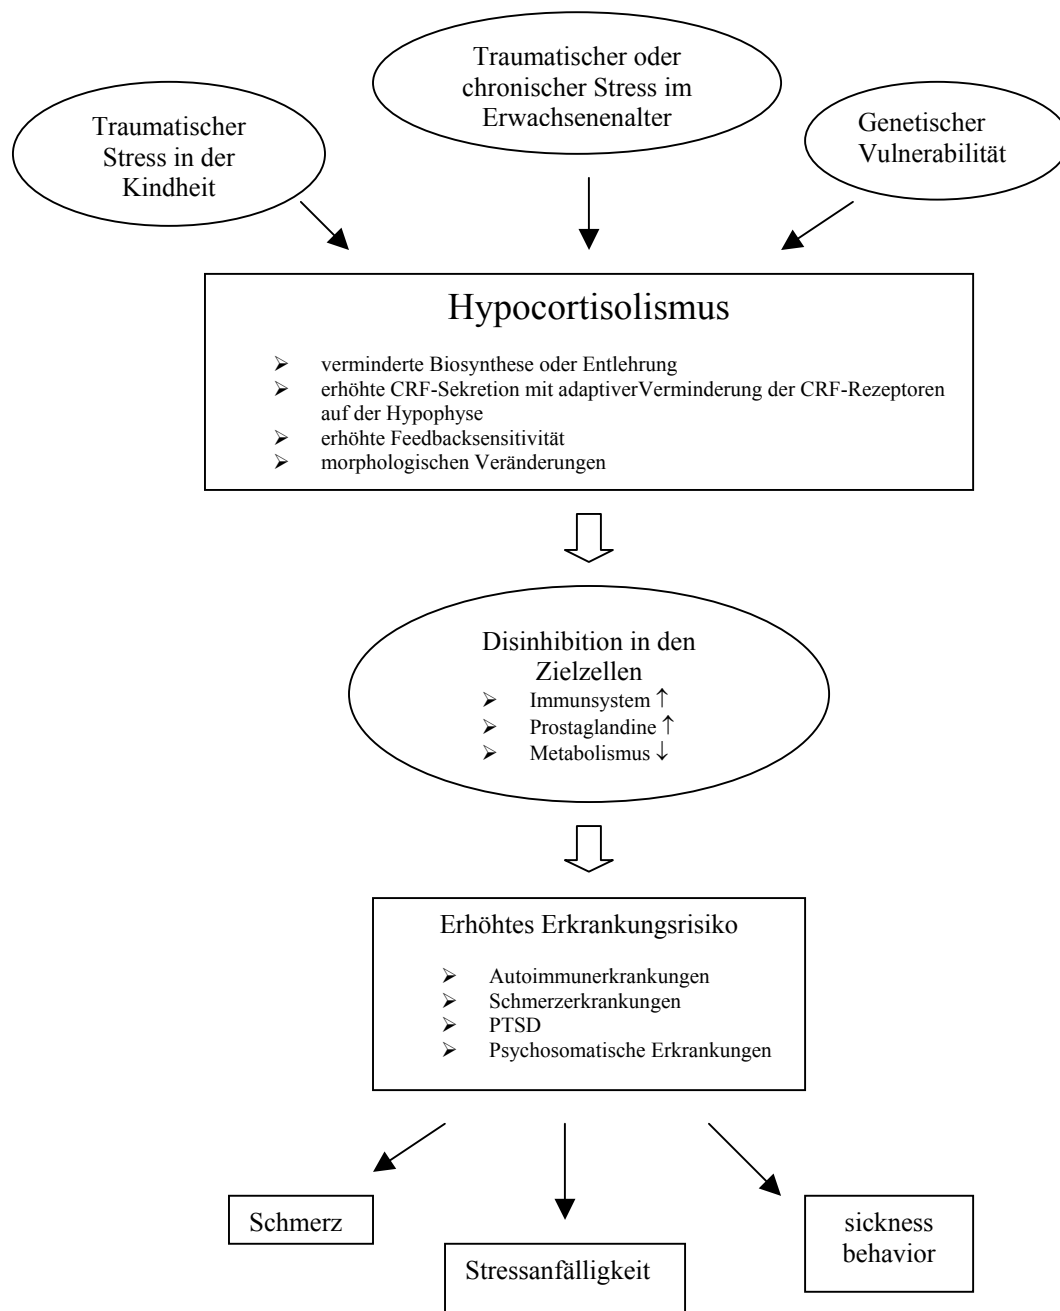 Traumatischer
Stress in der
Kindheit
Traumatischer oder
chronischer Stress im
Erwachsenenalter
Genetischer
Vulnerabilität
Hypocortisolismus
➢ verminderte Biosynthese oder Entlehrung
➢ erhöhte CRF-Sekretion mit adaptiverVerminderung der CRF-Rezeptoren
auf der Hypophyse
➢ erhöhte Feedbacksensitivität
➢ morphologischen Veränderungen
Disinhibition in den
Zielzellen
➢ Immunsystem ↑
➢ Prostaglandine ↑
➢ Metabolismus ↓
Erhöhtes Erkrankungsrisiko
➢ Autoimmunerkrankungen
➢ Schmerzerkrankungen
➢ PTSD
➢ Psychosomatische Erkrankungen
Schmerz
Stressanfälligkeit
sickness
behavior